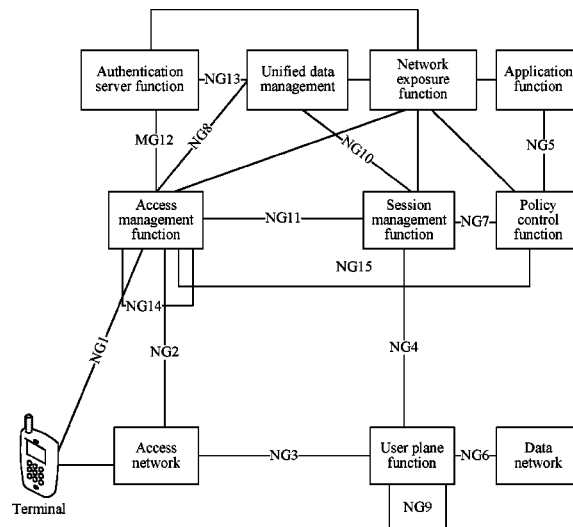 Authentication
server function
NG13
Unified data
management
Network
exposure
function
Application
function
MG12
NG8
NG10
NG5
Access
management
function
NG11
Session
management
function
NG7
Policy
control
function
NG15
NG14
NG1
NG2
NG4
Access
network
NG3
User plane
function
NG6
Data
network
Terminal
NG9